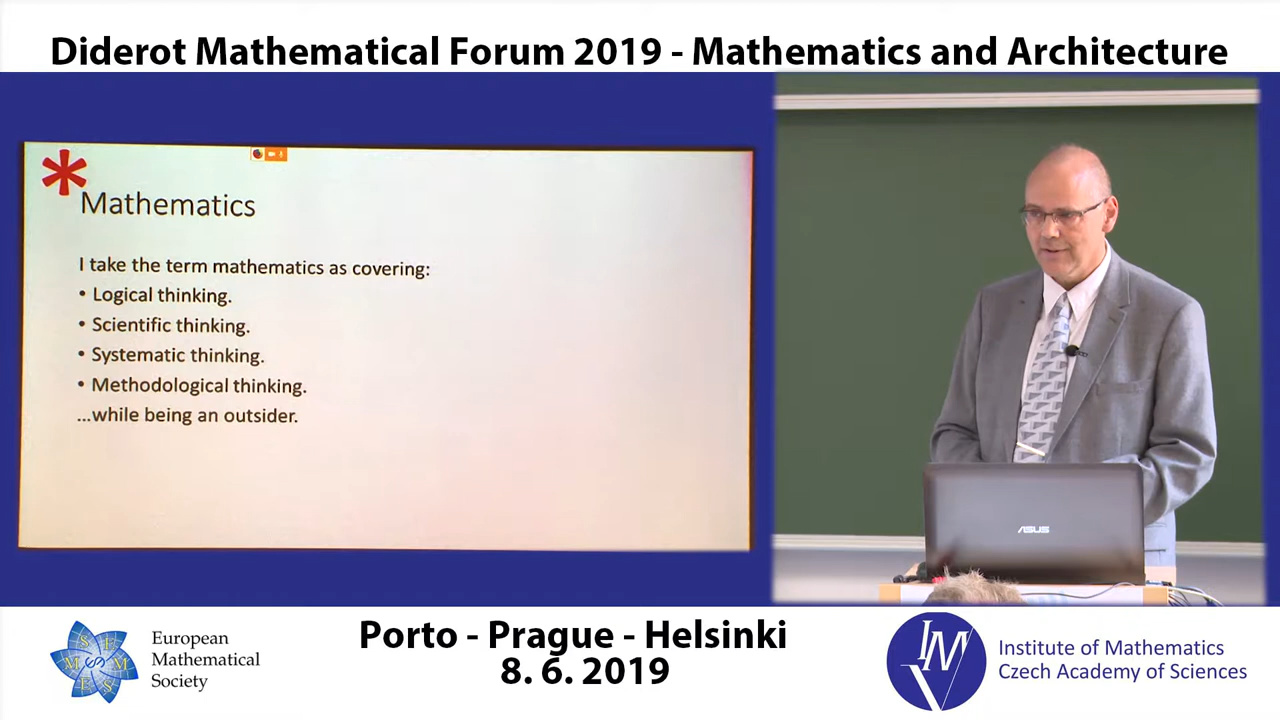 Diderot Mathematical Forum 2019 - Mathematics and Architecture
Mathematics
I take the term mathematics as covering:
• Logical thinking.
• Scientific thinking.
• Systematic thinking.
• Methodological thinking.
...while being an outsider.
ASUS
European
Mathematical
Society
Porto - Prague - Helsinki
8. 6. 2019
IM
Institute of Mathematics
Czech Academy of Sciences